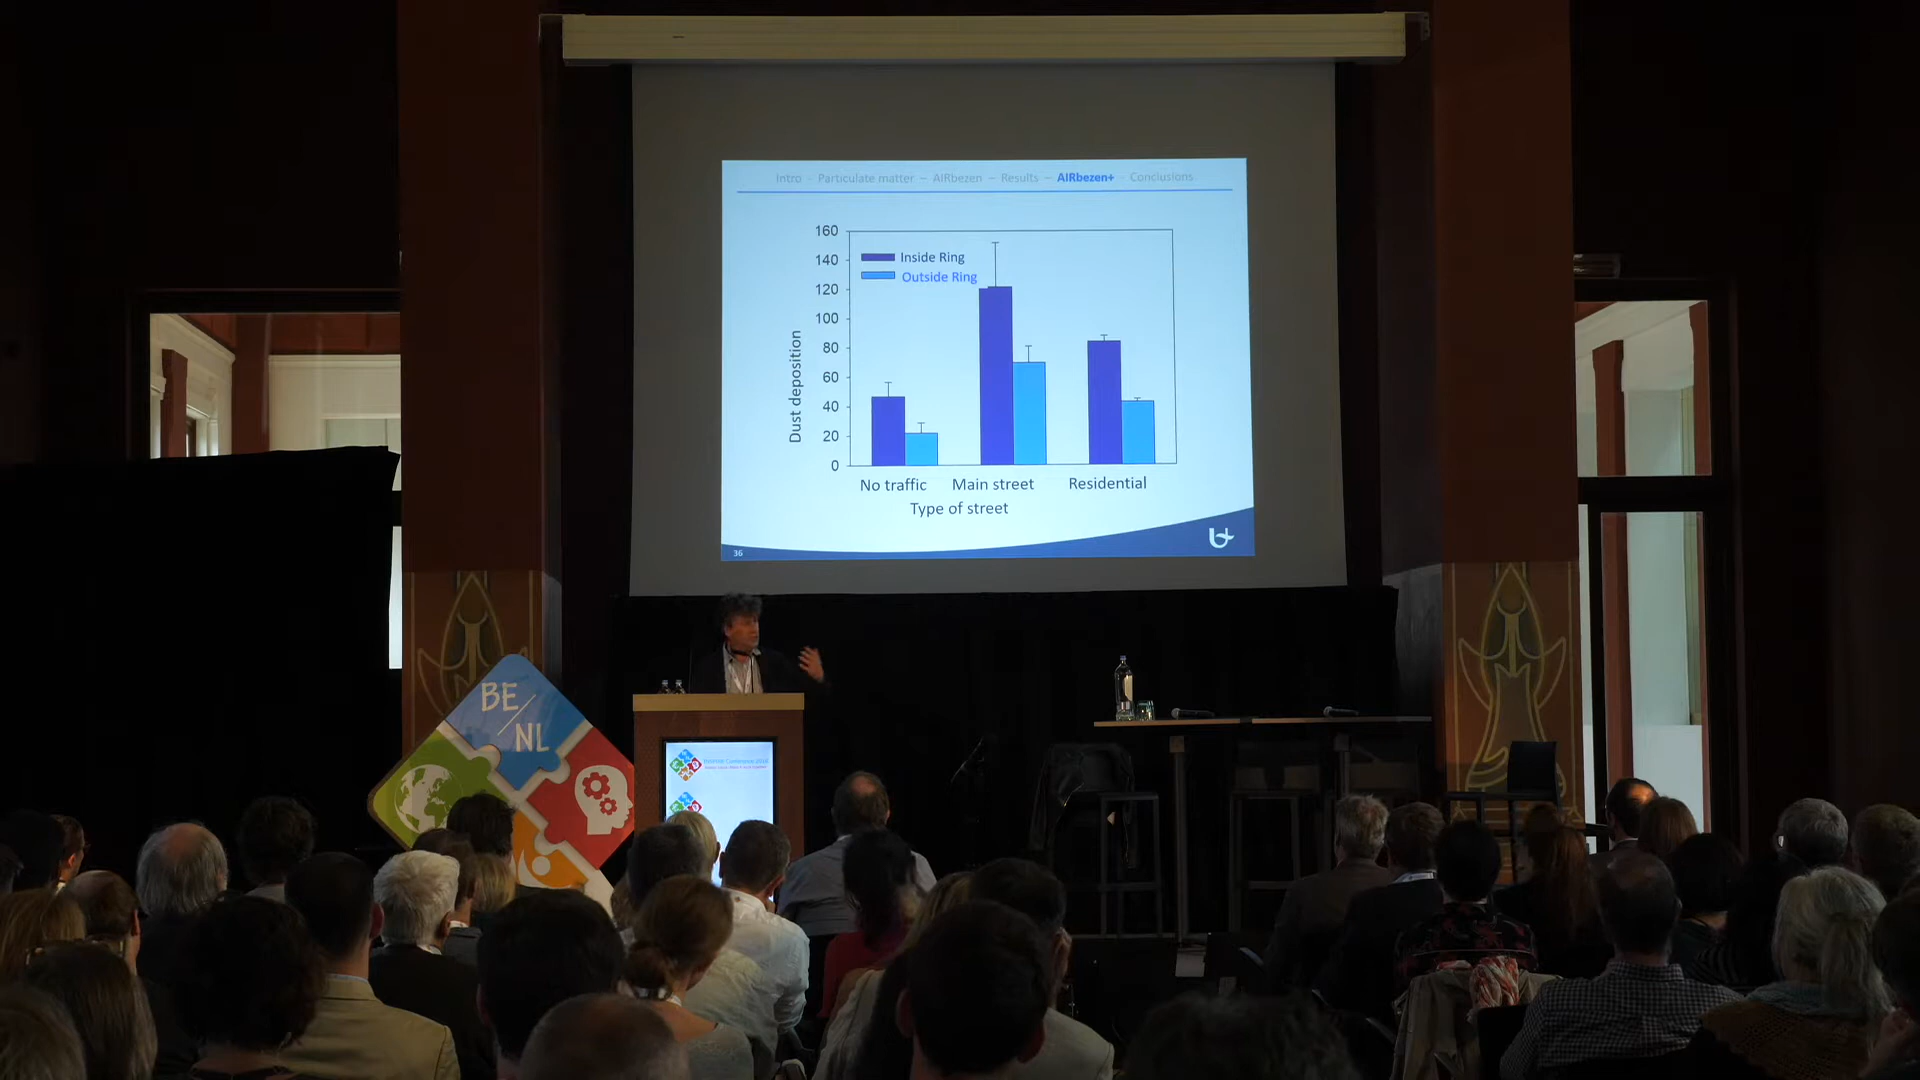 Intro – Particulate matter – AIRbezen – Results – AIRbezen+ – Conclusions
160
140
120
100
80
60
40
20
0
Dust deposition
Inside Ring
Outside Ring
No traffic Main street Residential
Type of street
36
BE/NL